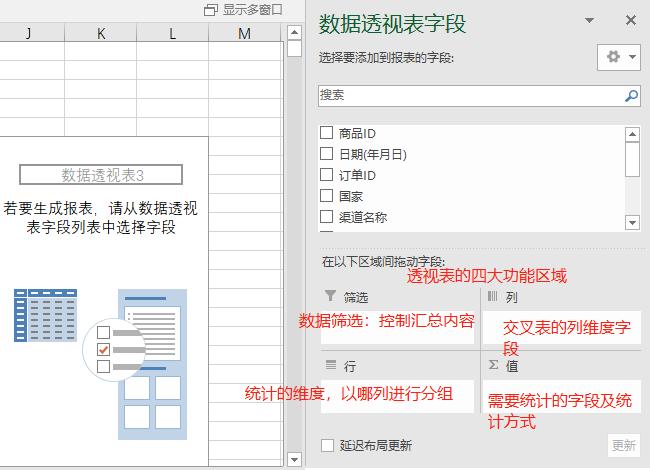 显示多窗口
J K L M
数据透视表3
若要生成报表，请从数据透视
表字段列表中选择字段
数据透视表字段
选择要添加到报表的字段:
搜索
商品ID
日期(年月日)
订单ID
国家
渠道名称
在以下区域间拖动字段:
透视表的四大功能区域
筛选
列
数据筛选：控制汇总内容
交叉表的列维度字
段
行
Σ 值
统计的维度，以哪列进行分组
需要统计的字段及统
计方式
延迟布局更新
更新